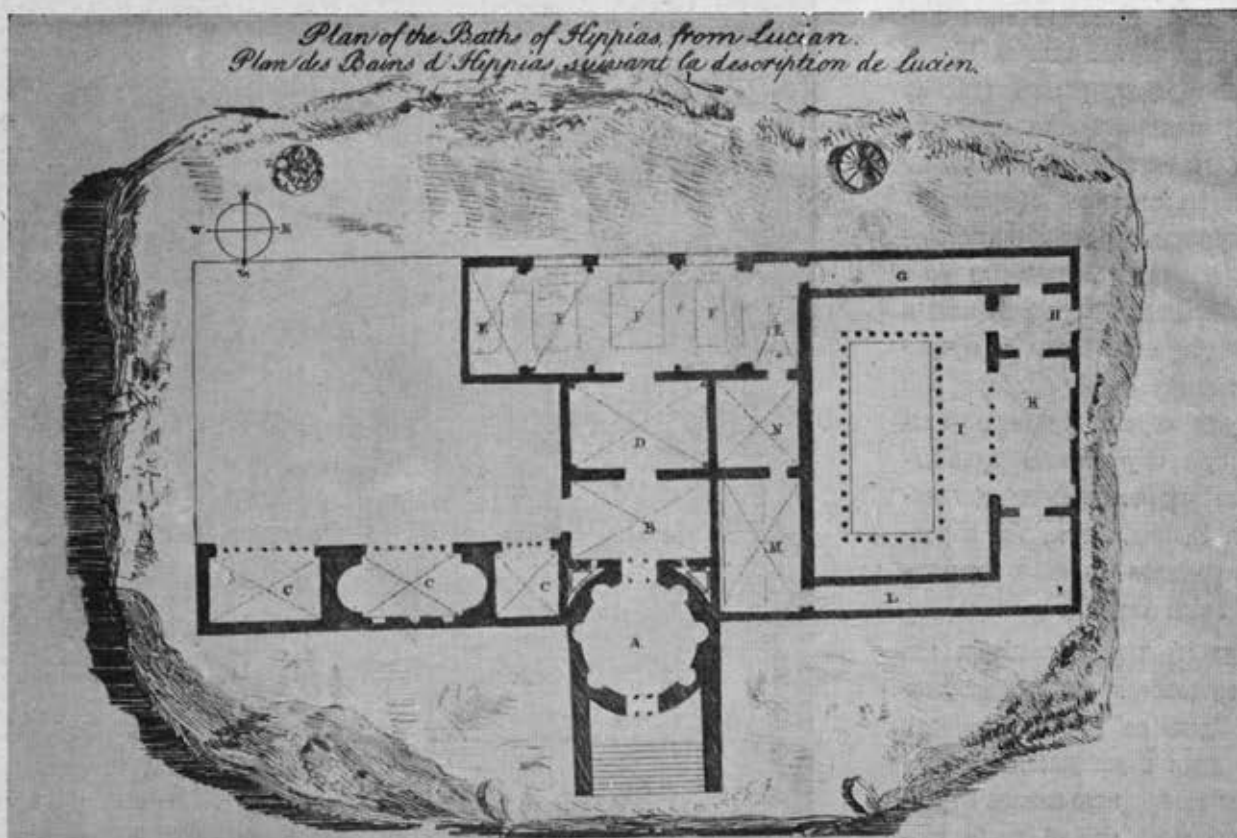 Plan of the Baths of Hippias, from Lucian.
Plan des Bains d'Hippias, suivant la description de Lucien.
W
S
G
E F F F E
H
K
D N I
B
M
C C C
L
A